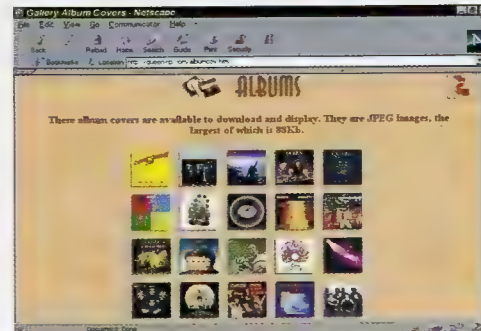 Gallery Album Covers - Netscape
File Edit View Go Communicator Help
Back Reload Home Search Guide Print Security
Bookmarks Location
ALBUMS
These album covers are available to download and display. They are JPEG images, the
largest of which is 88Kb.
Document: Done